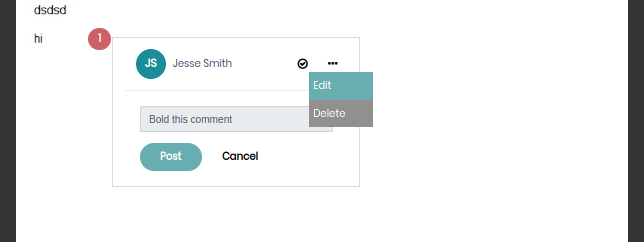 dsdsd
hi
1
JS
Jesse Smith
Edit
Delete
Bold this comment
Post
Cancel